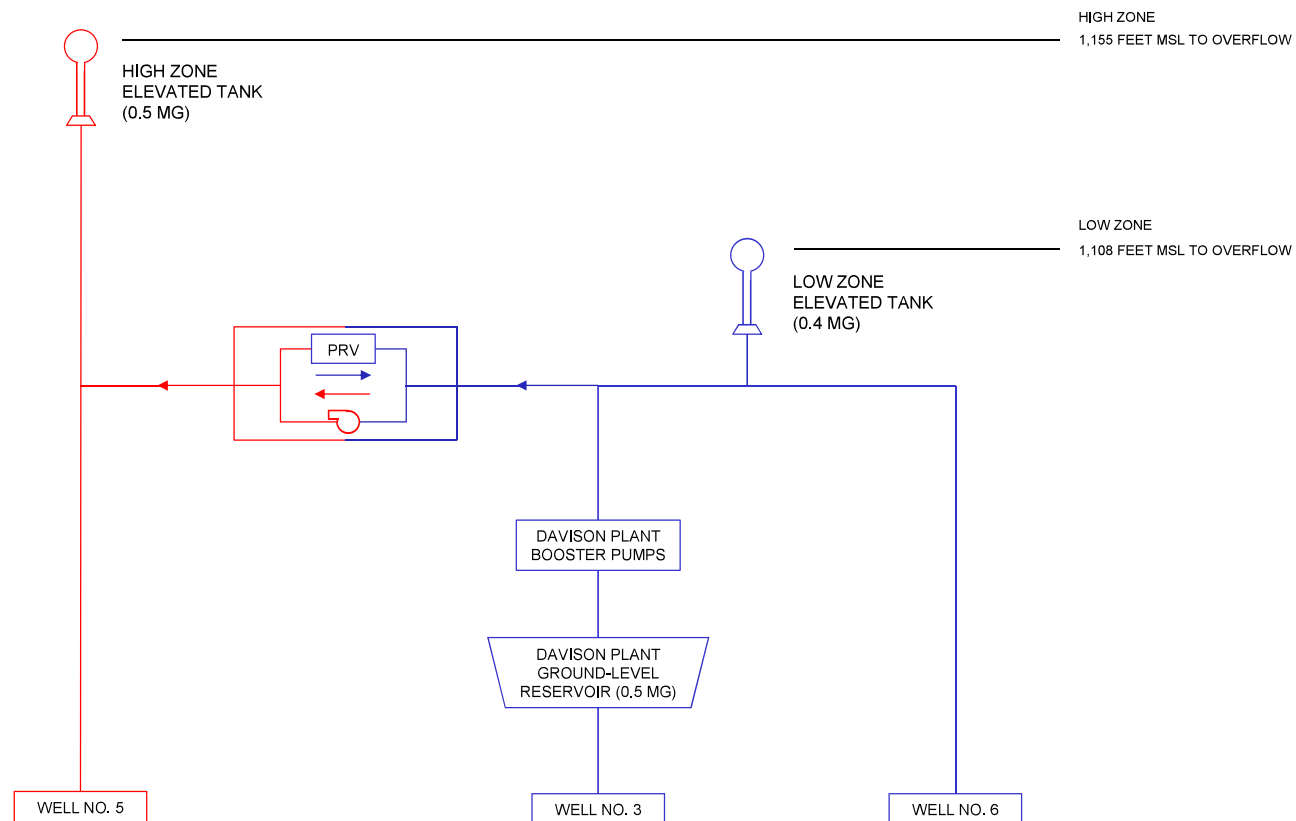 HIGH ZONE
1,155 FEET MSL TO OVERFLOW
HIGH ZONE
ELEVATED TANK
(0.5 MG)
LOW ZONE
1,108 FEET MSL TO OVERFLOW
LOW ZONE
ELEVATED TANK
(0.4 MG)
PRV
DAVISON PLANT
BOOSTER PUMPS
DAVISON PLANT
GROUND-LEVEL
RESERVOIR (0.5 MG)
WELL NO. 5
WELL NO. 3
WELL NO. 6